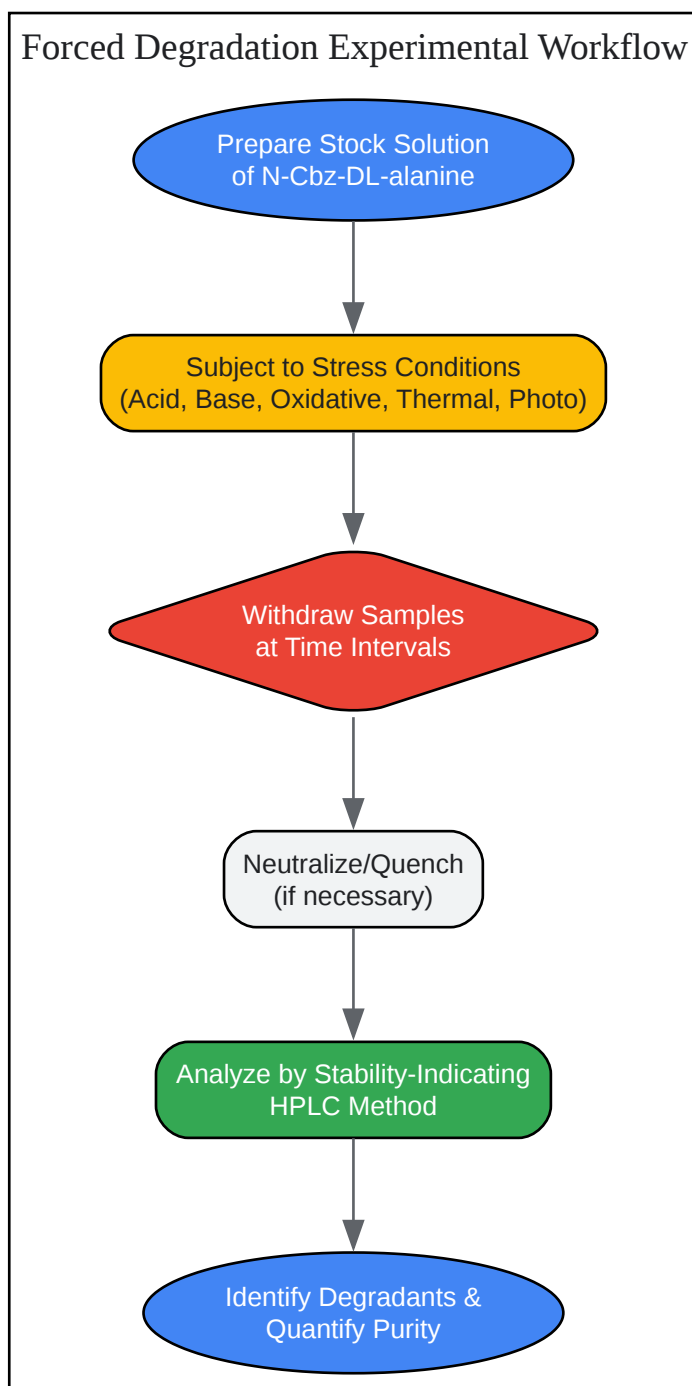 Forced Degradation Experimental Workflow
Prepare Stock Solution
of N-Cbz-DL-alanine
Subject to Stress Conditions
(Acid, Base, Oxidative, Thermal, Photo)
Withdraw Samples
at Time Intervals
Neutralize/Quench
(if necessary)
Analyze by Stability-Indicating
HPLC Method
Identify Degradants &
Quantify Purity